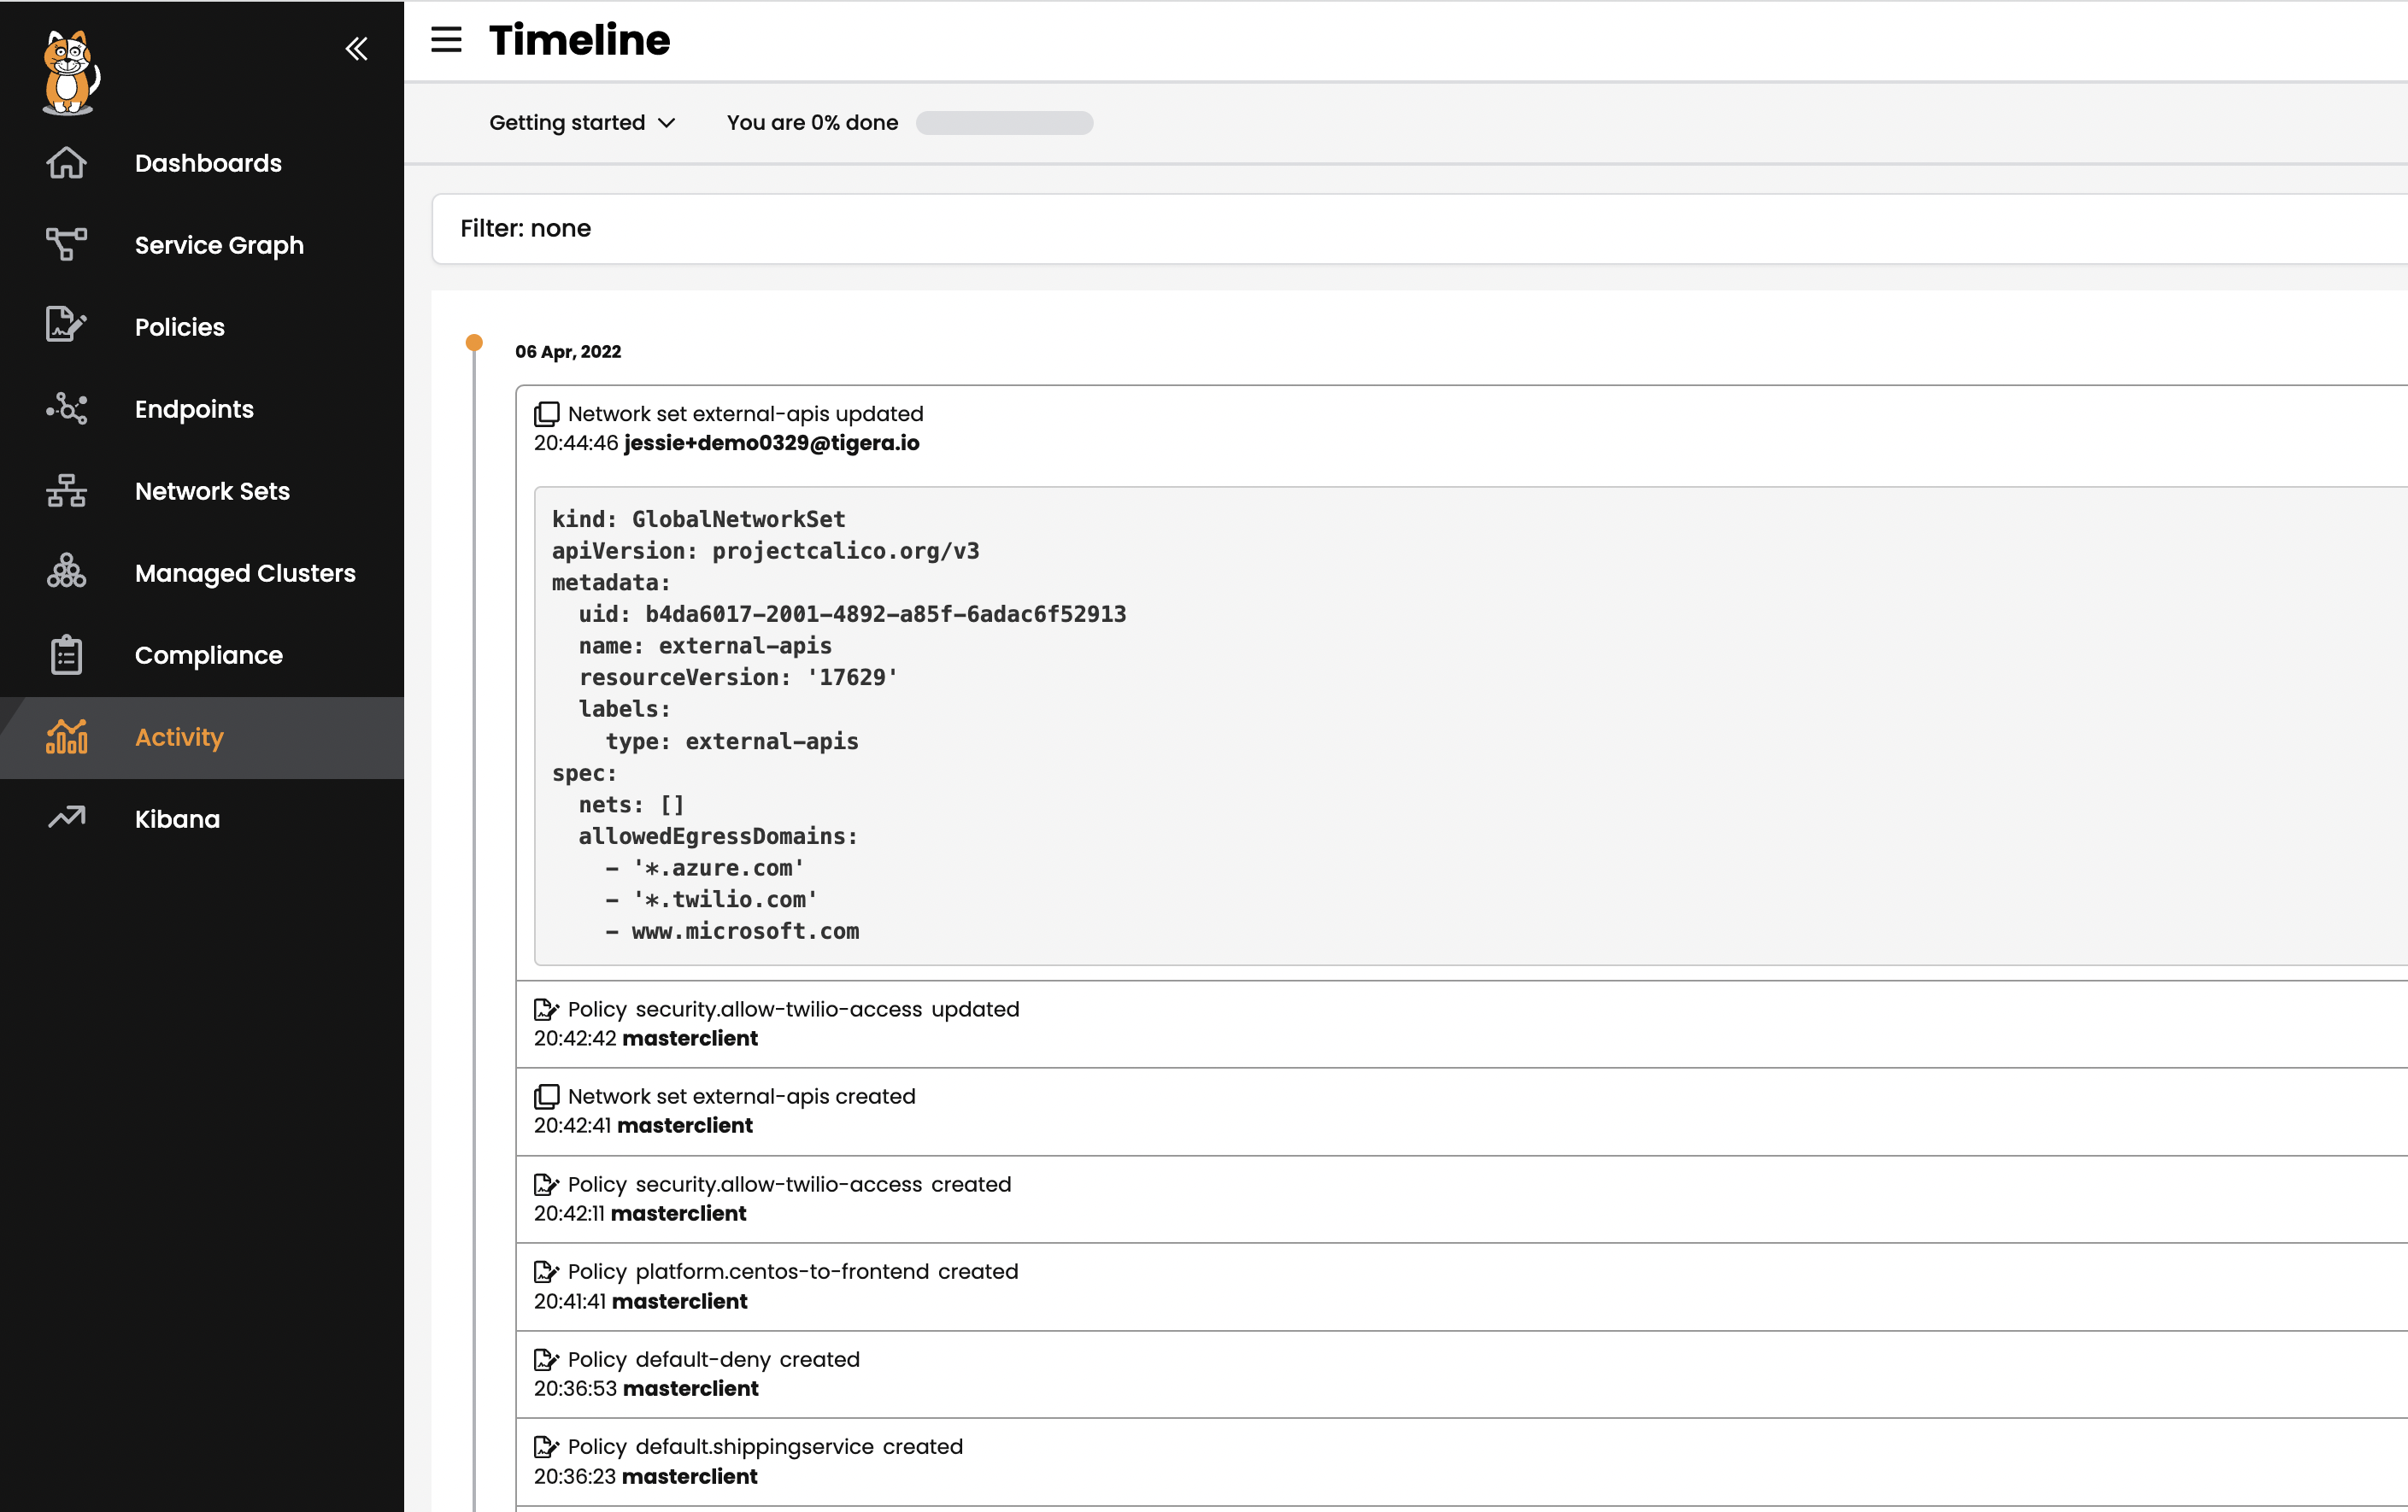 Timeline
Getting started
You are 0% done
Dashboards
Service Graph
Policies
Endpoints
Network Sets
Managed Clusters
Compliance
Activity
Kibana
Filter: none
06 Apr, 2022
Network set external-apis updated
20:44:46 jessie+demo0329@tigera.io
kind: GlobalNetworkSet
apiVersion: projectcalico.org/v3
metadata:
  uid: b4da6017-2001-4892-a85f-6adac6f52913
  name: external-apis
  resourceVersion: '17629'
  labels:
    type: external-apis
spec:
  nets: []
  allowedEgressDomains:
    - '*.azure.com'
    - '*.twilio.com'
    - www.microsoft.com
Policy security.allow-twilio-access updated
20:42:42 masterclient
Network set external-apis created
20:42:41 masterclient
Policy security.allow-twilio-access created
20:42:11 masterclient
Policy platform.centos-to-frontend created
20:41:41 masterclient
Policy default-deny created
20:36:53 masterclient
Policy default.shippingservice created
20:36:23 masterclient